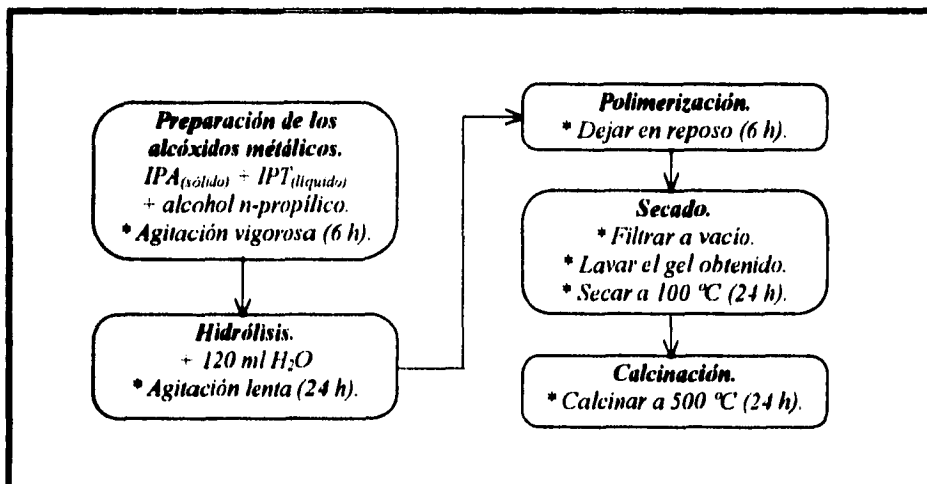 Preparación de los
alcóxidos metálicos.
IPA(sólido) + IPT(líquido)
+ alcohol n-propílico.
* Agitación vigorosa (6 h).
Hidrólisis.
+ 120 ml H₂O
* Agitación lenta (24 h).
Polimerización.
* Dejar en reposo (6 h).
Secado.
* Filtrar a vacío.
* Lavar el gel obtenido.
* Secar a 100 ºC (24 h).
Calcinación.
* Calcinar a 500 ºC (24 h).